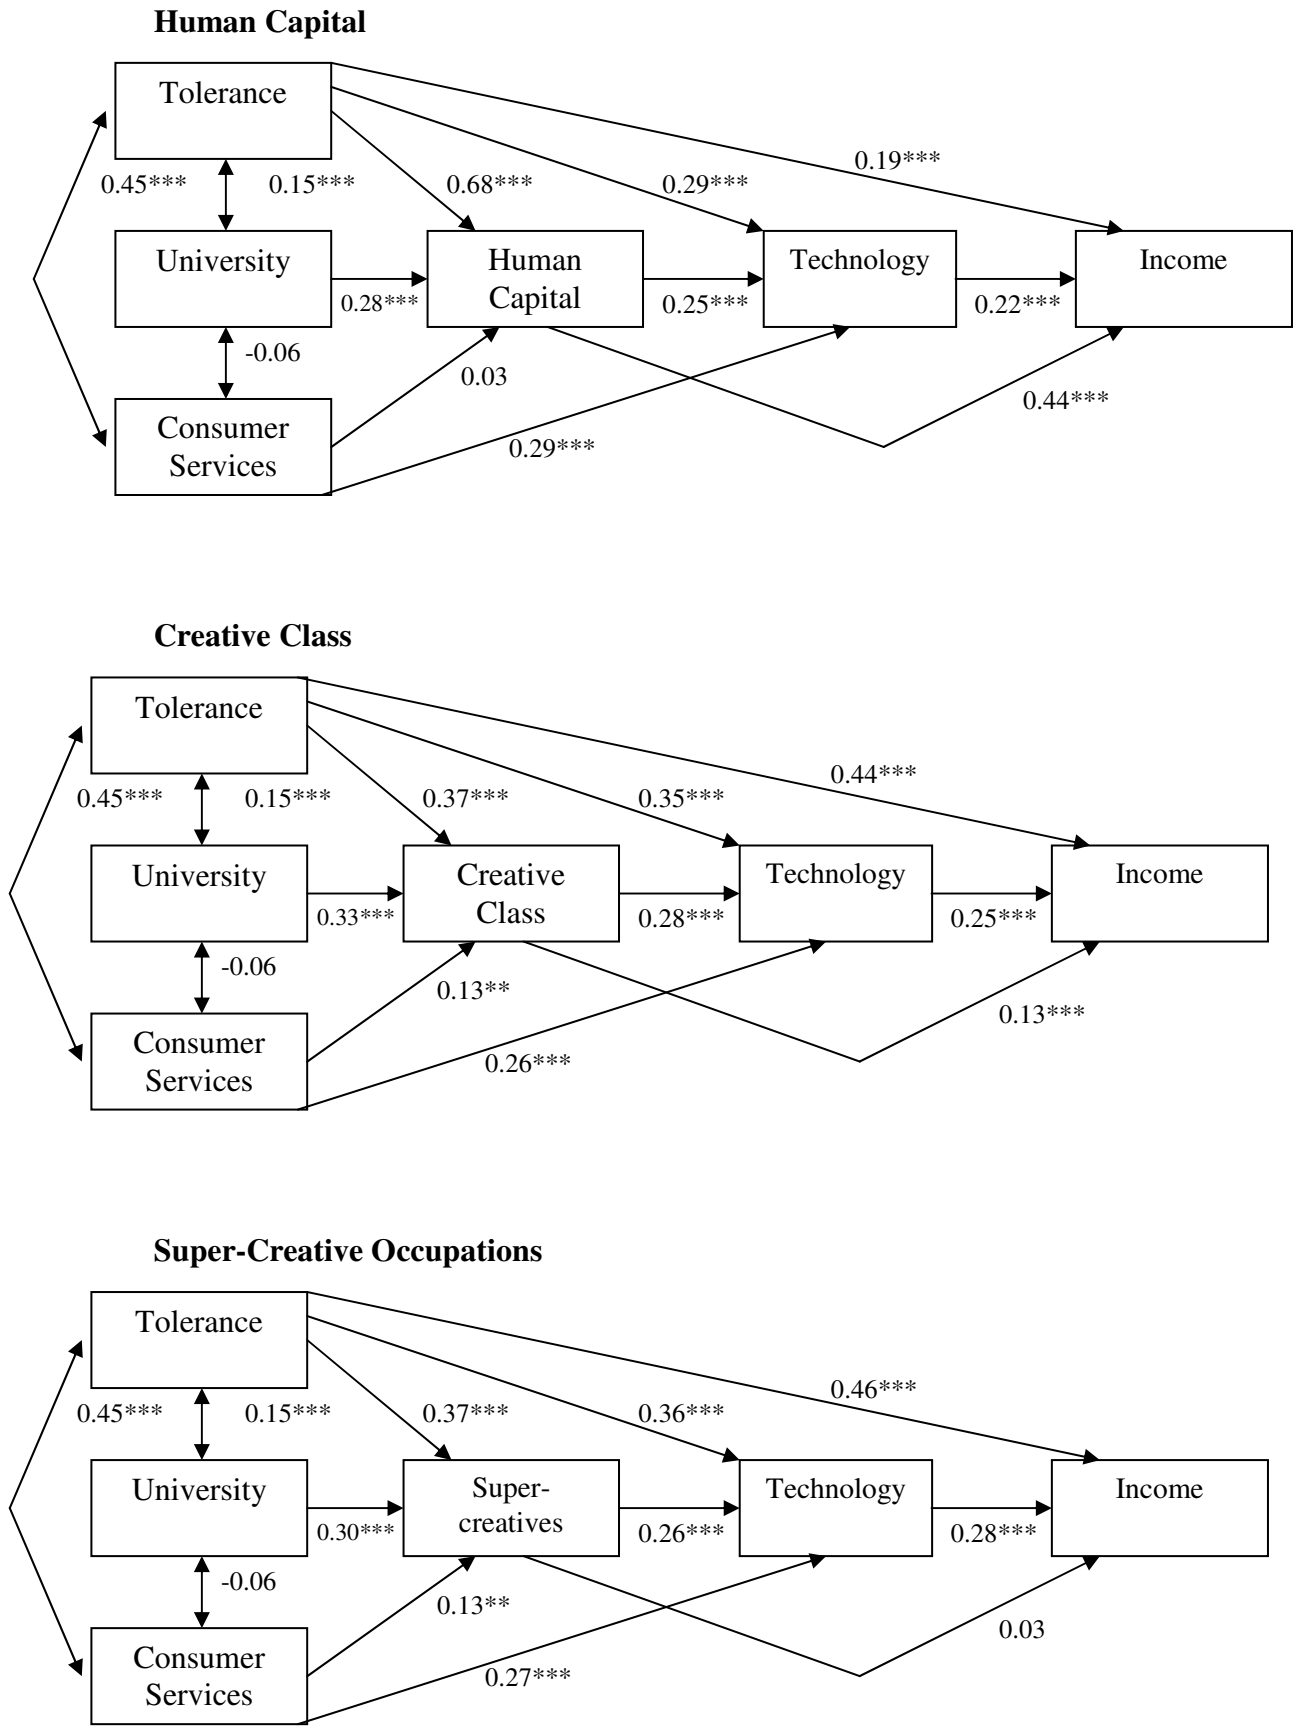 Human Capital
Tolerance
0.19***
0.45***
0.15***
0.68***
0.29***
University
Human
Capital
Technology
Income
0.28***
0.25***
0.22***
-0.06
0.03
0.44***
Consumer
Services
0.29***
Creative Class
Tolerance
0.44***
0.45***
0.15***
0.37***
0.35***
University
Creative
Class
Technology
Income
0.33***
0.28***
0.25***
-0.06
0.13**
0.13***
Consumer
Services
0.26***
Super-Creative Occupations
Tolerance
0.46***
0.45***
0.15***
0.37***
0.36***
University
Super-
creatives
Technology
Income
0.30***
0.26***
0.28***
-0.06
0.13**
0.03
Consumer
Services
0.27***